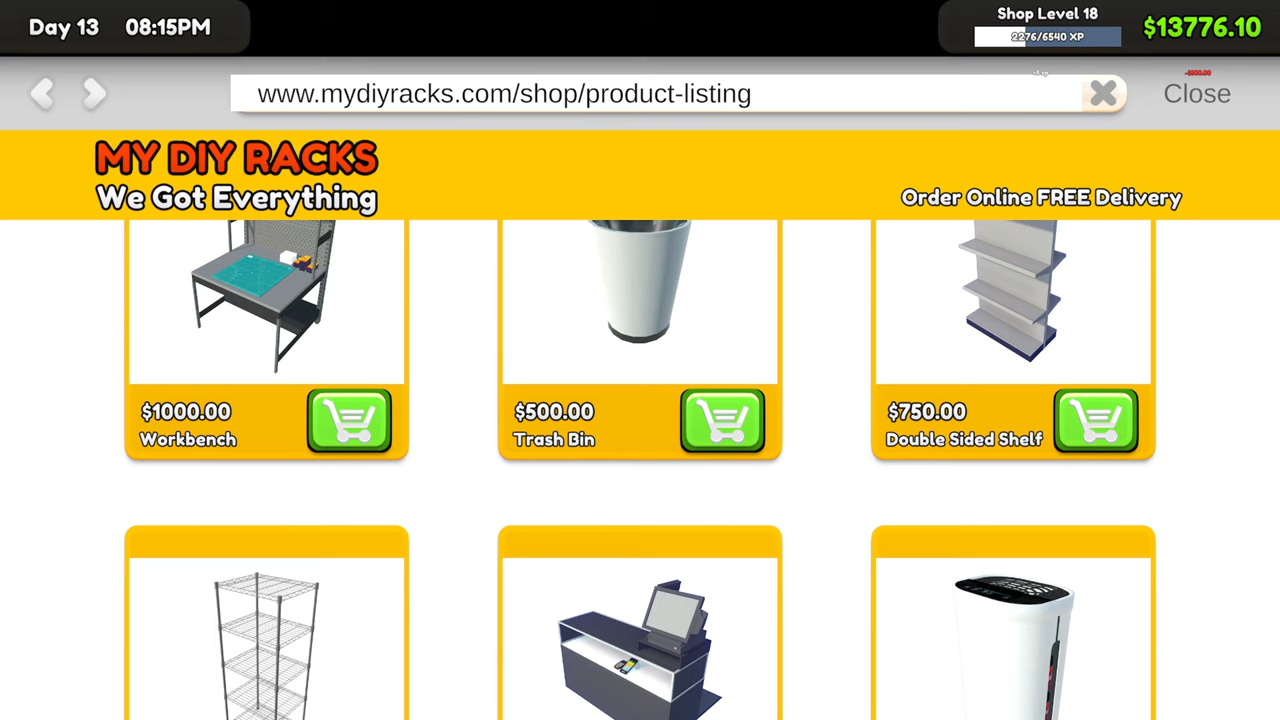 Day 13 08:15PM
Shop Level 18
2276/6540 XP
$13776.10
www.mydiyracks.com/shop/product-listing
Close
MY DIY RACKS
We Got Everything
Order Online FREE Delivery
$1000.00
Workbench
$500.00
Trash Bin
$750.00
Double Sided Shelf